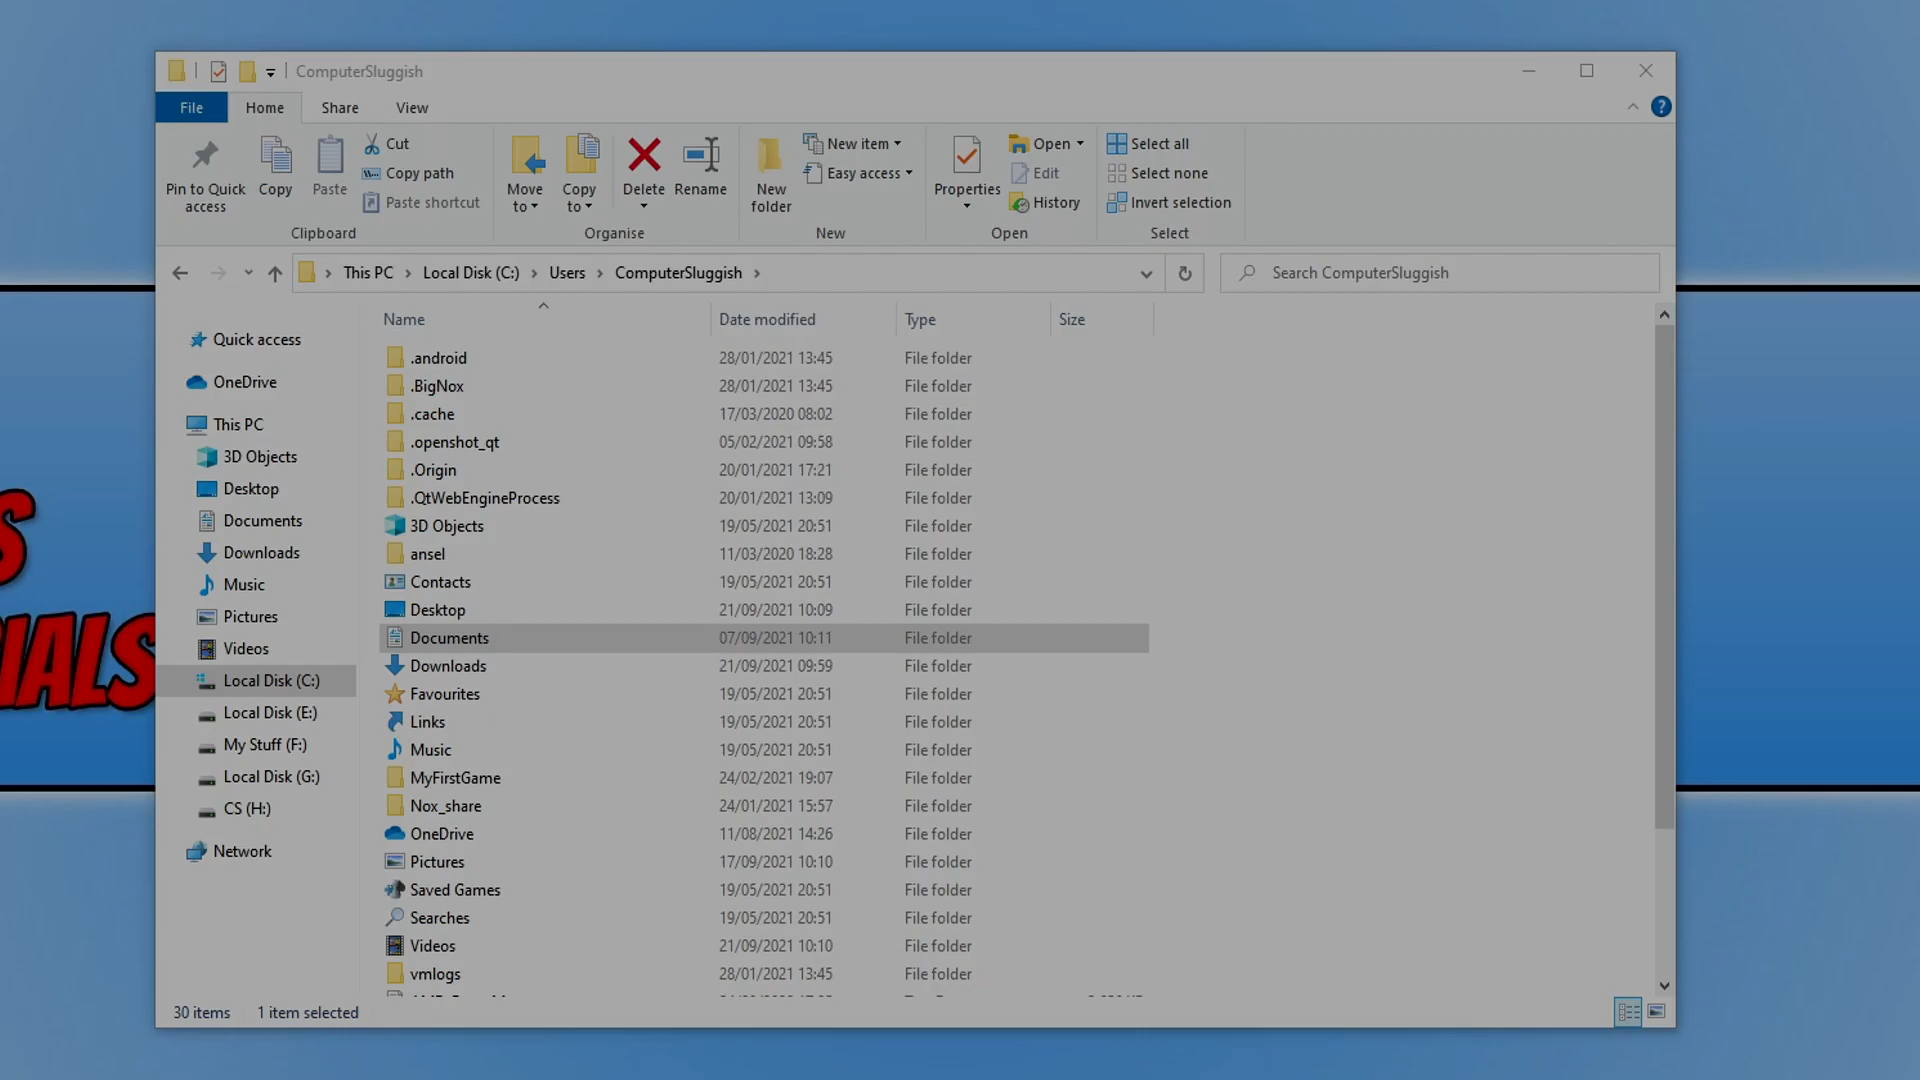 ComputerSluggish
File Home Share View
Pin to Quick access
Copy
Paste
Cut
Copy path
Paste shortcut
Clipboard
Move to
Copy to
Delete
Rename
Organise
New folder
New item
Easy access
New
Properties
Open
Edit
History
Open
Select all
Select none
Invert selection
Select
This PC > Local Disk (C:) > Users > ComputerSluggish >
Search ComputerSluggish
Quick access
OneDrive
This PC
3D Objects
Desktop
Documents
Downloads
Music
Pictures
Videos
Local Disk (C:)
Local Disk (E:)
My Stuff (F:)
Local Disk (G:)
CS (H:)
Network
Name Date modified Type Size
.android 28/01/2021 13:45 File folder
.BigNox 28/01/2021 13:45 File folder
.cache 17/03/2020 08:02 File folder
.openshot_qt 05/02/2021 09:58 File folder
.Origin 20/01/2021 17:21 File folder
.QtWebEngineProcess 20/01/2021 13:09 File folder
3D Objects 19/05/2021 20:51 File folder
ansel 11/03/2020 18:28 File folder
Contacts 19/05/2021 20:51 File folder
Desktop 21/09/2021 10:09 File folder
Documents 07/09/2021 10:11 File folder
Downloads 21/09/2021 09:59 File folder
Favourites 19/05/2021 20:51 File folder
Links 19/05/2021 20:51 File folder
Music 19/05/2021 20:51 File folder
MyFirstGame 24/02/2021 19:07 File folder
Nox_share 24/01/2021 15:57 File folder
OneDrive 11/08/2021 14:26 File folder
Pictures 17/09/2021 10:10 File folder
Saved Games 19/05/2021 20:51 File folder
Searches 19/05/2021 20:51 File folder
Videos 21/09/2021 10:10 File folder
vmlogs 28/01/2021 13:45 File folder
30 items 1 item selected